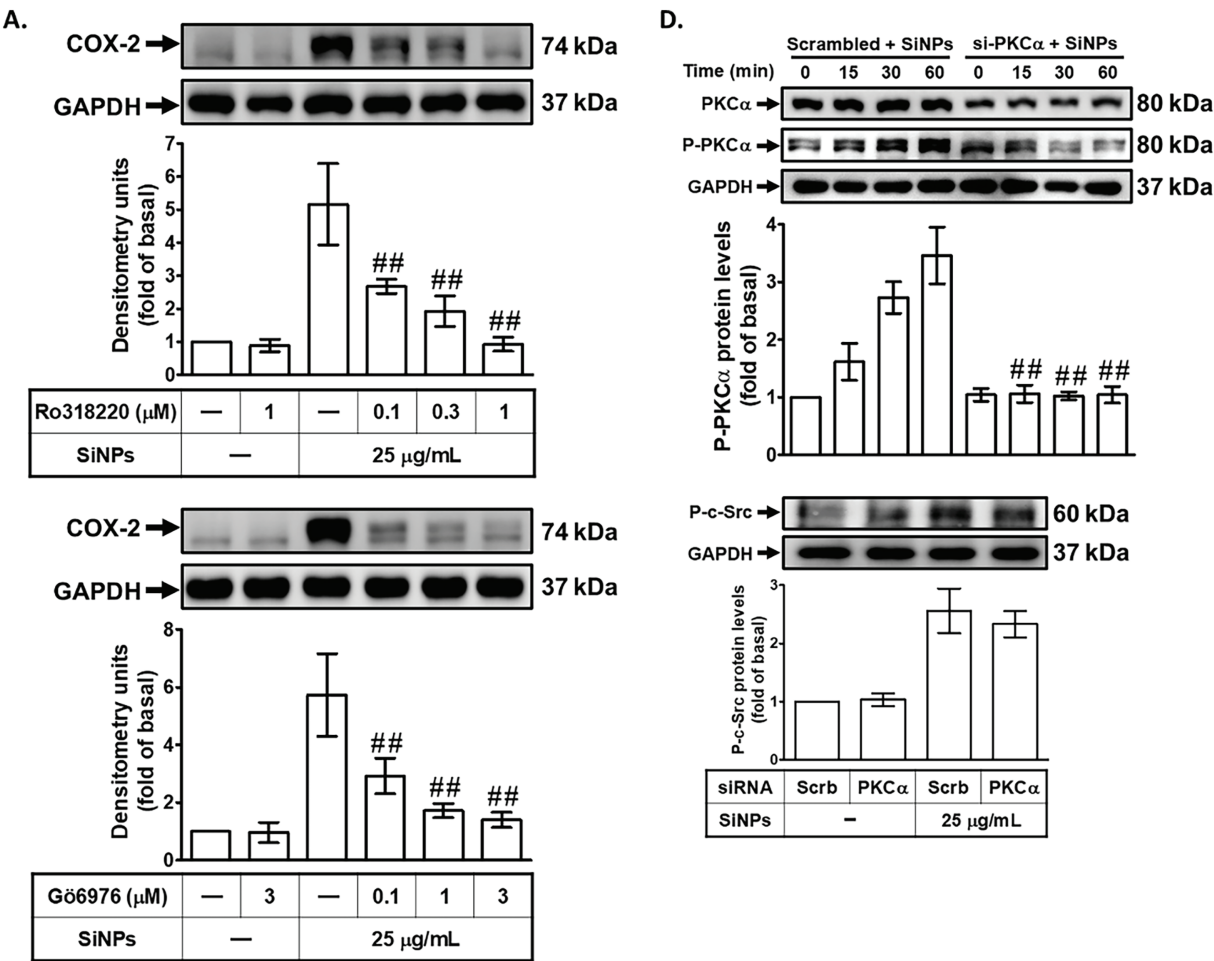 A.
COX-2 74 kDa
GAPDH 37 kDa
Densitometry units
(fold of basal)
7
6
5
4
3
2
1
0
## ## ##
Ro318220 (μM) — 1 — 0.1 0.3 1
SiNPs — 25 μg/mL
COX-2 74 kDa
GAPDH 37 kDa
Densitometry units
(fold of basal)
8
6
4
2
0
## ## ##
Gö6976 (μM) — 3 — 0.1 1 3
SiNPs — 25 μg/mL
D.
Scrambled + SiNPs si-PKCα + SiNPs
Time (min) 0 15 30 60 0 15 30 60
PKCα 80 kDa
P-PKCα 80 kDa
GAPDH 37 kDa
P-PKCα protein levels
(fold of basal)
4
3
2
1
0
## ## ##
P-c-Src 60 kDa
GAPDH 37 kDa
P-c-Src protein levels
(fold of basal)
3
2
1
0
siRNA Scrb PKCα Scrb PKCα
SiNPs – 25 μg/mL